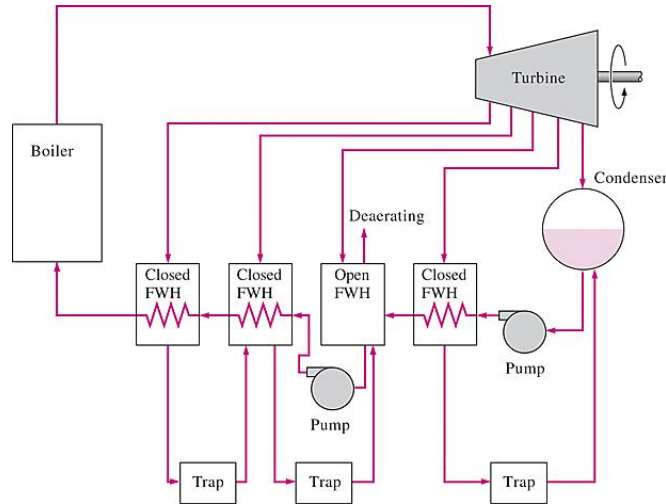 Turbine
Boiler
Condenser
Deaerating
Closed
FWH
Closed
FWH
Open
FWH
Closed
FWH
Pump
Pump
Trap
Trap
Trap